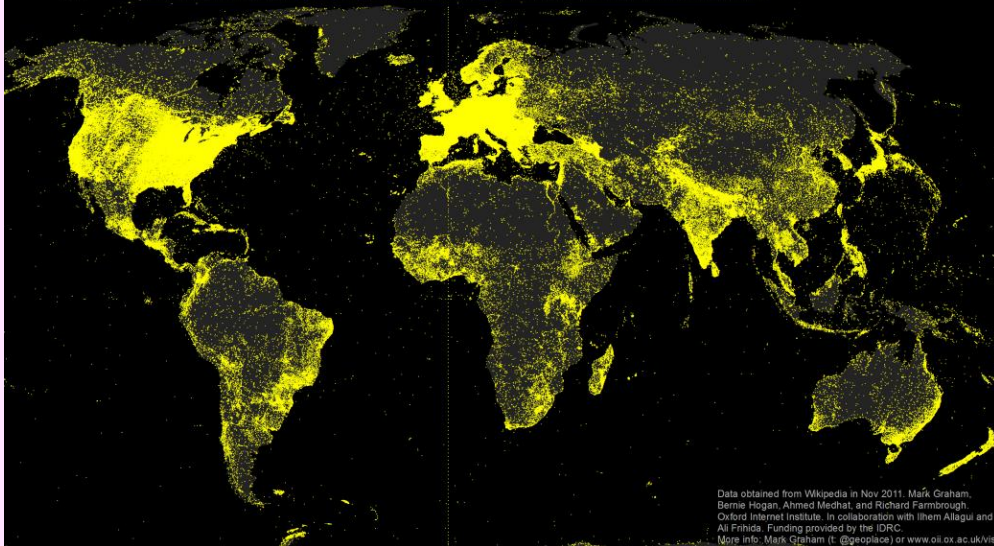 Data obtained from Wikipedia in Nov 2011. Mark Graham,
Bernie Hogan, Ahmed Medhat, and Richard Farmbrough.
Oxford Internet Institute. In collaboration with Ilhem Allagui and
Ali Frihida. Funding provided by the IDRC.
More info: Mark Graham (t: @geoplace) or www.oii.ox.ac.uk/vis